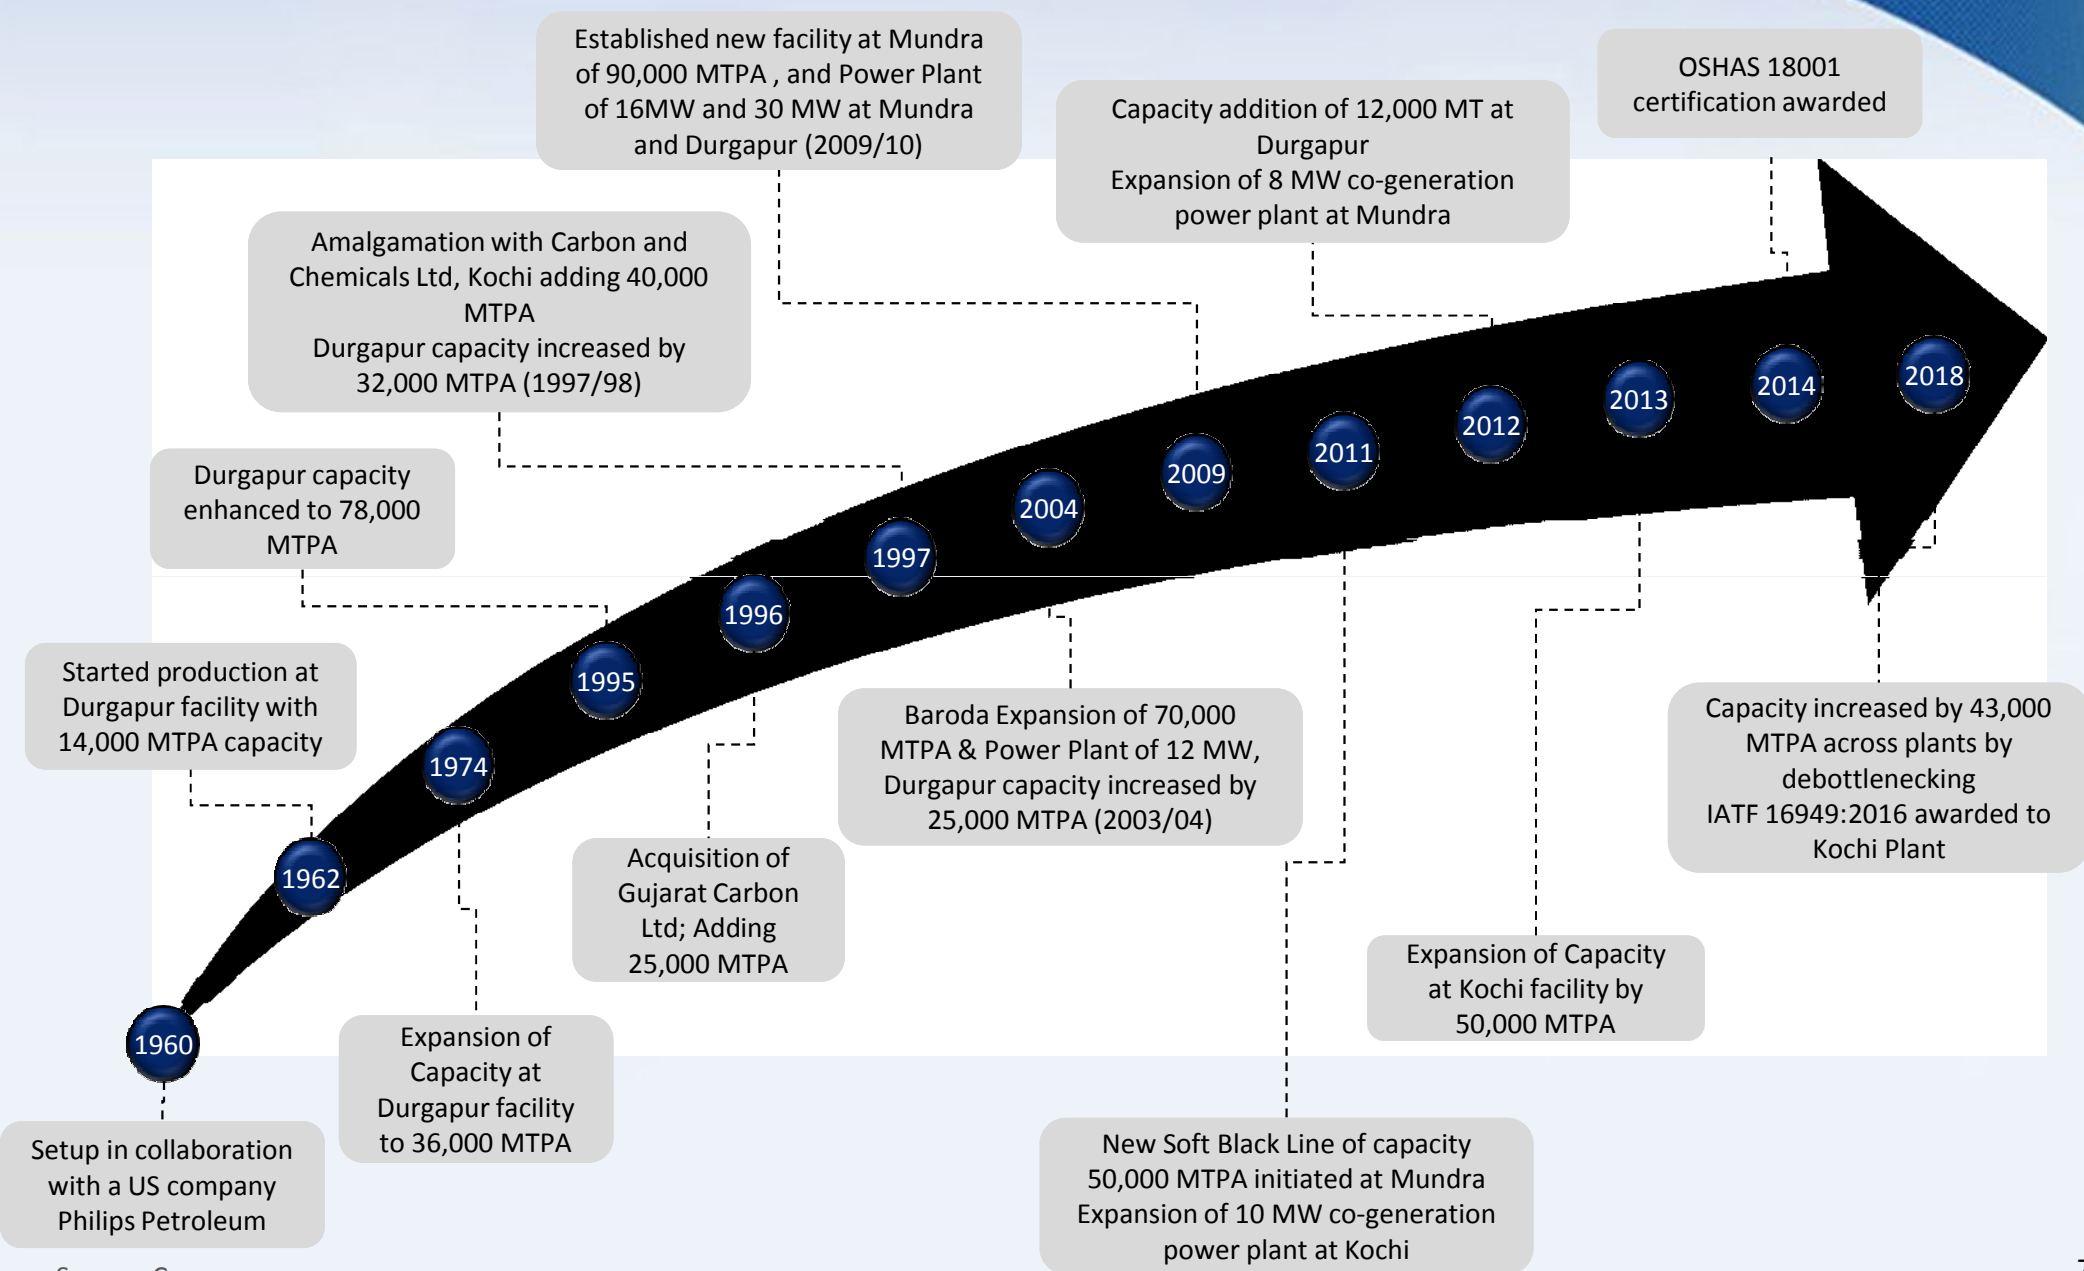 Established new facility at Mundra
of 90,000 MTPA , and Power Plant
of 16MW and 30 MW at Mundra
and Durgapur (2009/10)
OSHAS 18001
certification awarded
Capacity addition of 12,000 MT at
Durgapur
Expansion of 8 MW co-generation
power plant at Mundra
Amalgamation with Carbon and
Chemicals Ltd, Kochi adding 40,000
MTPA
Durgapur capacity increased by
32,000 MTPA (1997/98)
Durgapur capacity
enhanced to 78,000
MTPA
Started production at
Durgapur facility with
14,000 MTPA capacity
1960
1962
1974
1995
1996
1997
2004
2009
2011
2012
2013
2014
2018
Setup in collaboration
with a US company
Philips Petroleum
Expansion of
Capacity at
Durgapur facility
to 36,000 MTPA
Acquisition of
Gujarat Carbon
Ltd; Adding
25,000 MTPA
Baroda Expansion of 70,000
MTPA & Power Plant of 12 MW,
Durgapur capacity increased by
25,000 MTPA (2003/04)
New Soft Black Line of capacity
50,000 MTPA initiated at Mundra
Expansion of 10 MW co-generation
power plant at Kochi
Expansion of Capacity
at Kochi facility by
50,000 MTPA
Capacity increased by 43,000
MTPA across plants by
debottlenecking
IATF 16949:2016 awarded to
Kochi Plant